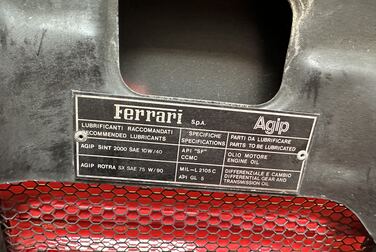 Ferrari S.p.A. Agip
LUBRIFICANTI RACCOMANDATI
RECOMMENDED LUBRICANTS
SPECIFICHE
SPECIFICATIONS
PARTI DA LUBRIFICARE
PARTS TO BE LUBRICATED
AGIP SINT 2000 SAE 10W/40
API "SF"
CCMC
OLIO MOTORE
ENGINE OIL
AGIP ROTRA SX SAE 75 W/90
MIL-L 2105 C
API GL 5
DIFFERENZIALE E CAMBIO
DIFFERENTIAL GEAR AND
TRANSMISSION OIL